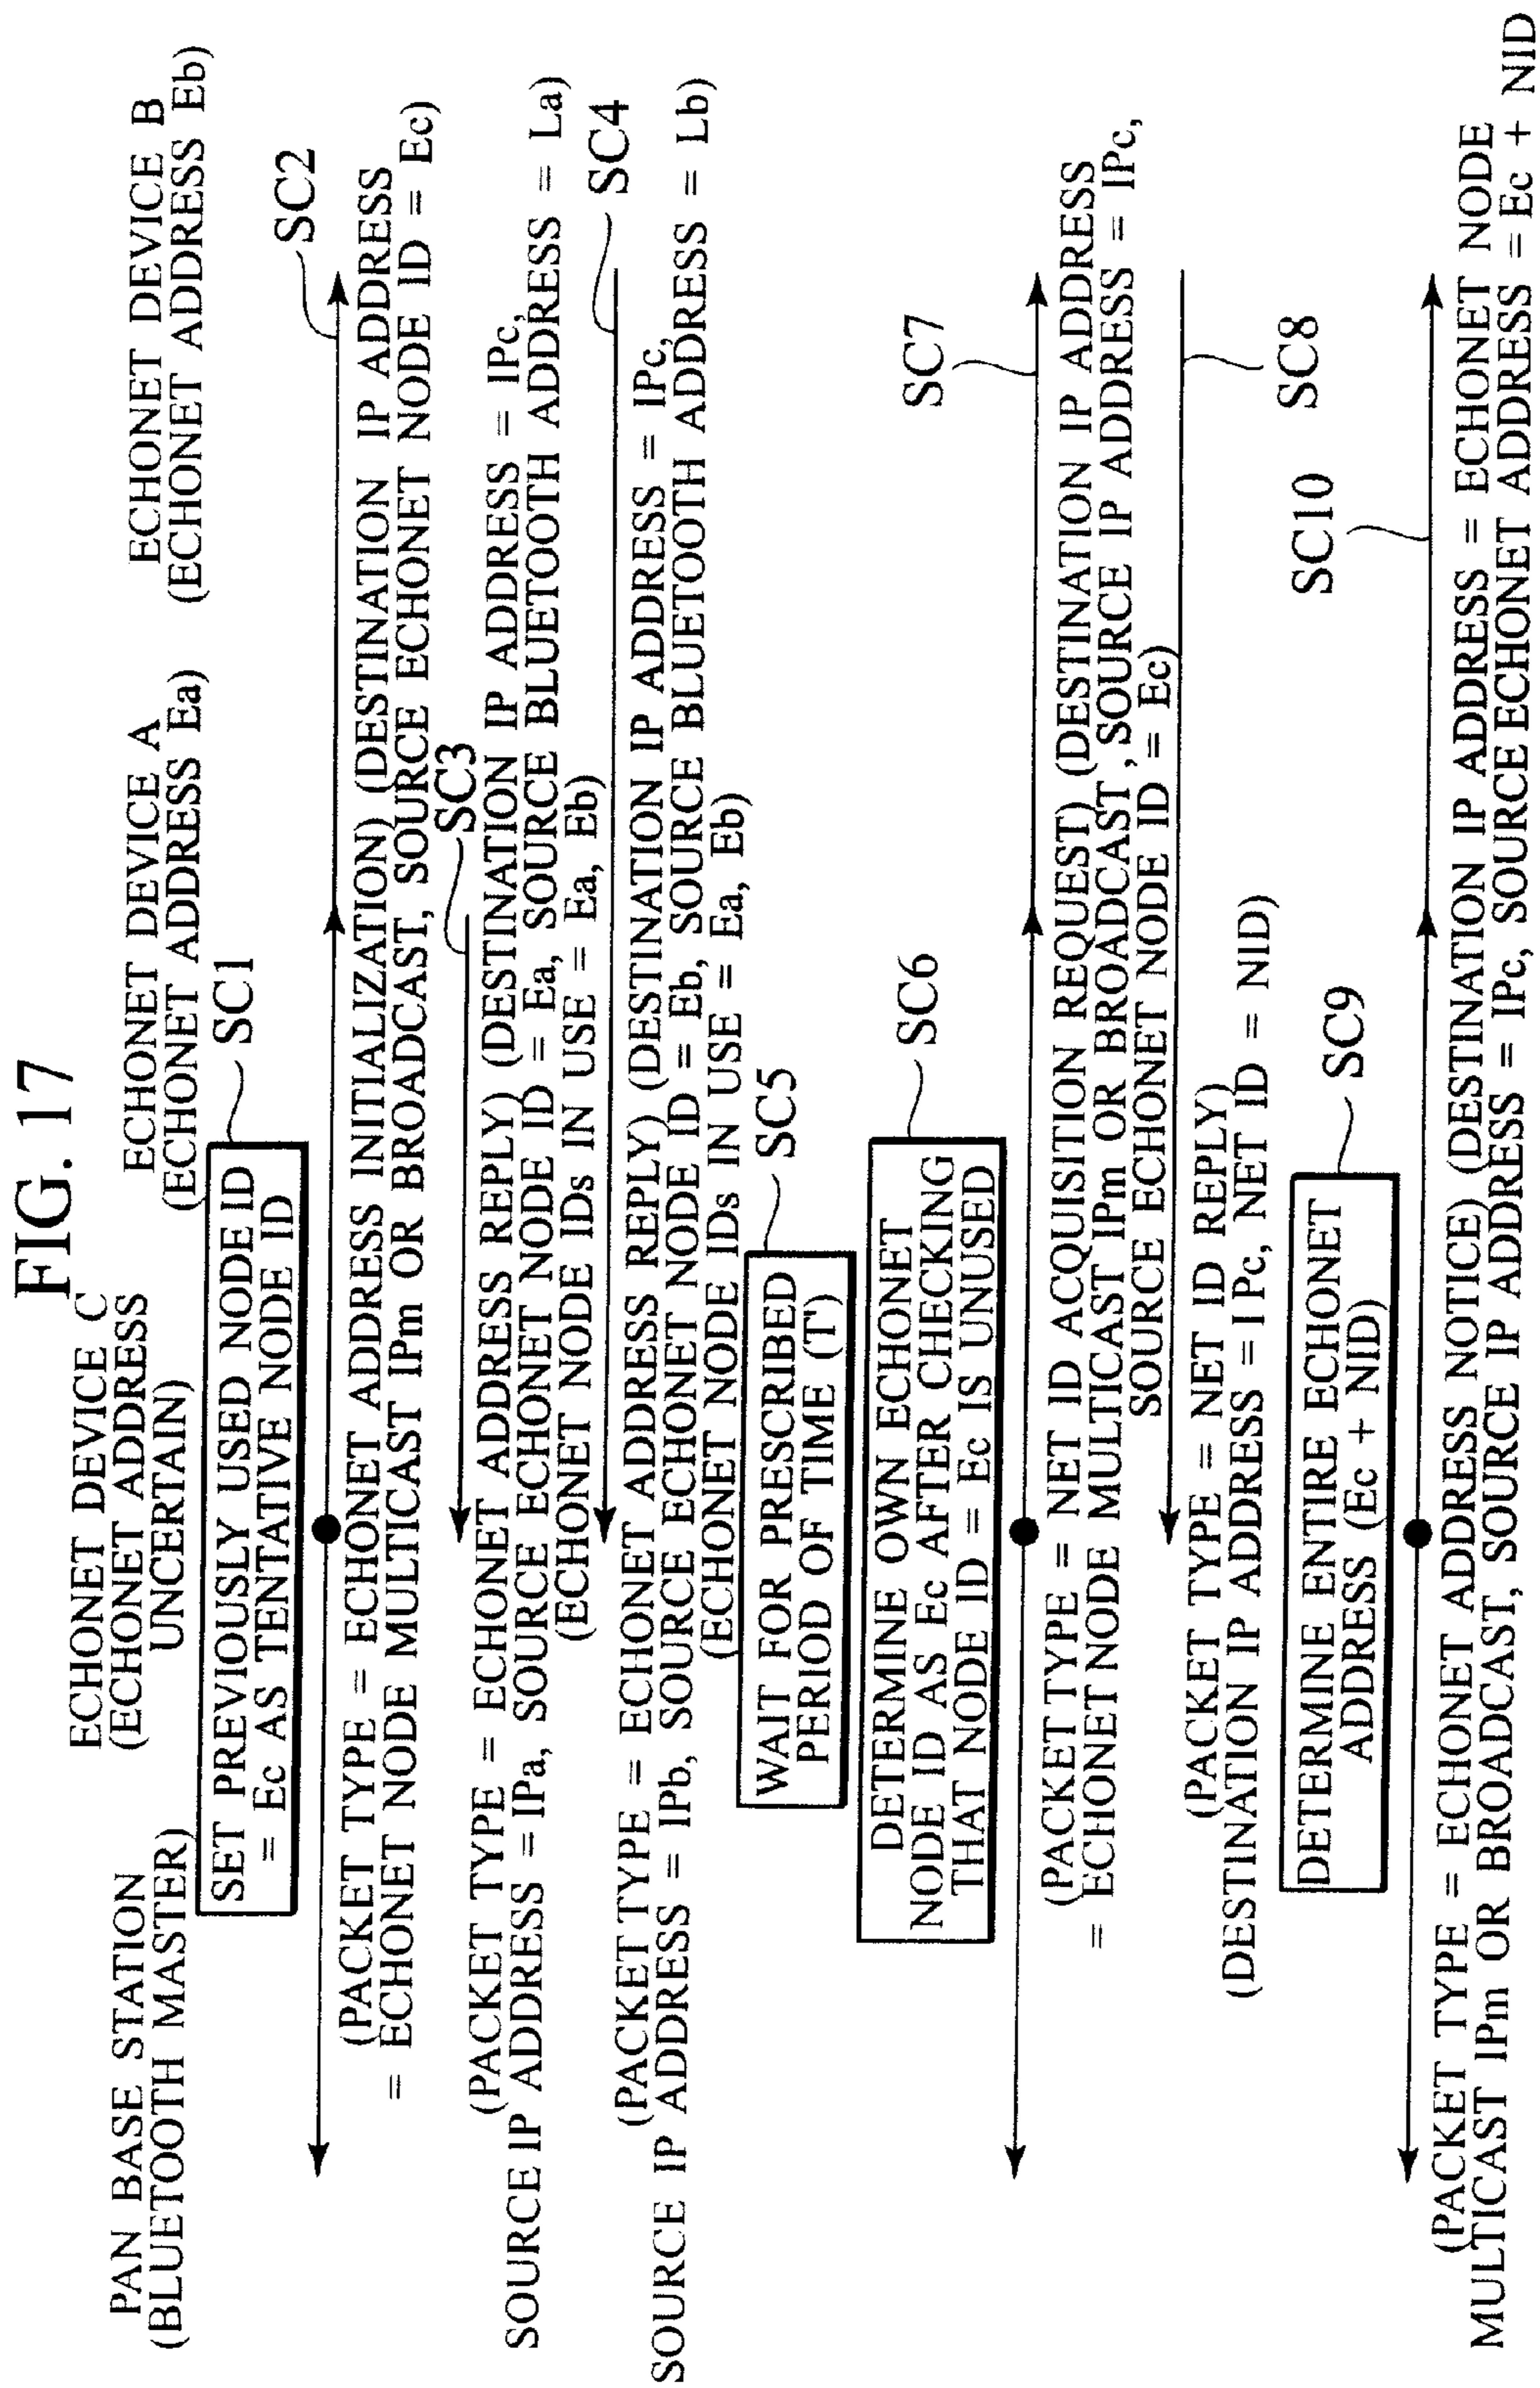 FIG. 17
PAN BASE STATION
(BLUETOOTH MASTER)
ECHONET DEVICE C
(ECHONET ADDRESS
UNCERTAIN)
ECHONET DEVICE A
(ECHONET ADDRESS Ea)
ECHONET DEVICE B
(ECHONET ADDRESS Eb)
SET PREVIOUSLY USED NODE ID
= Ec AS TENTATIVE NODE ID
SC1
SC2
(PACKET TYPE = ECHONET ADDRESS INITIALIZATION) (DESTINATION IP ADDRESS
= ECHONET NODE MULTICAST IPm OR BROADCAST, SOURCE ECHONET NODE ID = Ec)
SC3
(PACKET TYPE = ECHONET ADDRESS REPLY) (DESTINATION IP ADDRESS = IPc,
SOURCE IP ADDRESS = IPa, SOURCE ECHONET NODE ID = Ea, SOURCE BLUETOOTH ADDRESS = La)
(ECHONET NODE IDs IN USE = Ea, Eb)
SC4
(PACKET TYPE = ECHONET ADDRESS REPLY) (DESTINATION IP ADDRESS = IPc,
SOURCE IP ADDRESS = IPb, SOURCE ECHONET NODE ID = Eb, SOURCE BLUETOOTH ADDRESS = Lb)
(ECHONET NODE IDs IN USE = Ea, Eb)
WAIT FOR PRESCRIBED
PERIOD OF TIME (T')
SC5
DETERMINE OWN ECHONET
NODE ID AS Ec AFTER CHECKING
THAT NODE ID = Ec IS UNUSED
SC6
SC7
(PACKET TYPE = NET ID ACQUISITION REQUEST) (DESTINATION IP ADDRESS
= ECHONET NODE MULTICAST IPm OR BROADCAST, SOURCE IP ADDRESS = IPc,
SOURCE ECHONET NODE ID = Ec)
SC8
(PACKET TYPE = NET ID REPLY)
(DESTINATION IP ADDRESS = I Pc, NET ID = NID)
DETERMINE ENTIRE ECHONET
ADDRESS (Ec + NID)
SC9
SC10
(PACKET TYPE = ECHONET ADDRESS NOTICE) (DESTINATION IP ADDRESS = ECHONET NODE
MULTICAST IPm OR BROADCAST, SOURCE IP ADDRESS = IPc, SOURCE ECHONET ADDRESS = Ec + NID